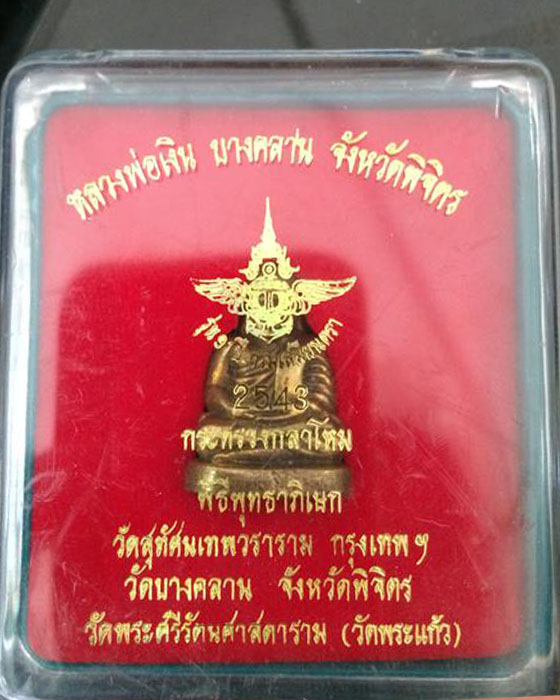 หลวงพ่อเงิน บางคลาน จังหวัดพิจิตร
2543
กระทรวงกลาโหม
พิธีพุทธาภิเษก
วัดสุทัศนเทพวราราม กรุงเทพฯ
วัดบางคลาน จังหวัดพิจิตร
วัดพระศรีรัตนศาสดาราม (วัดพระแก้ว)